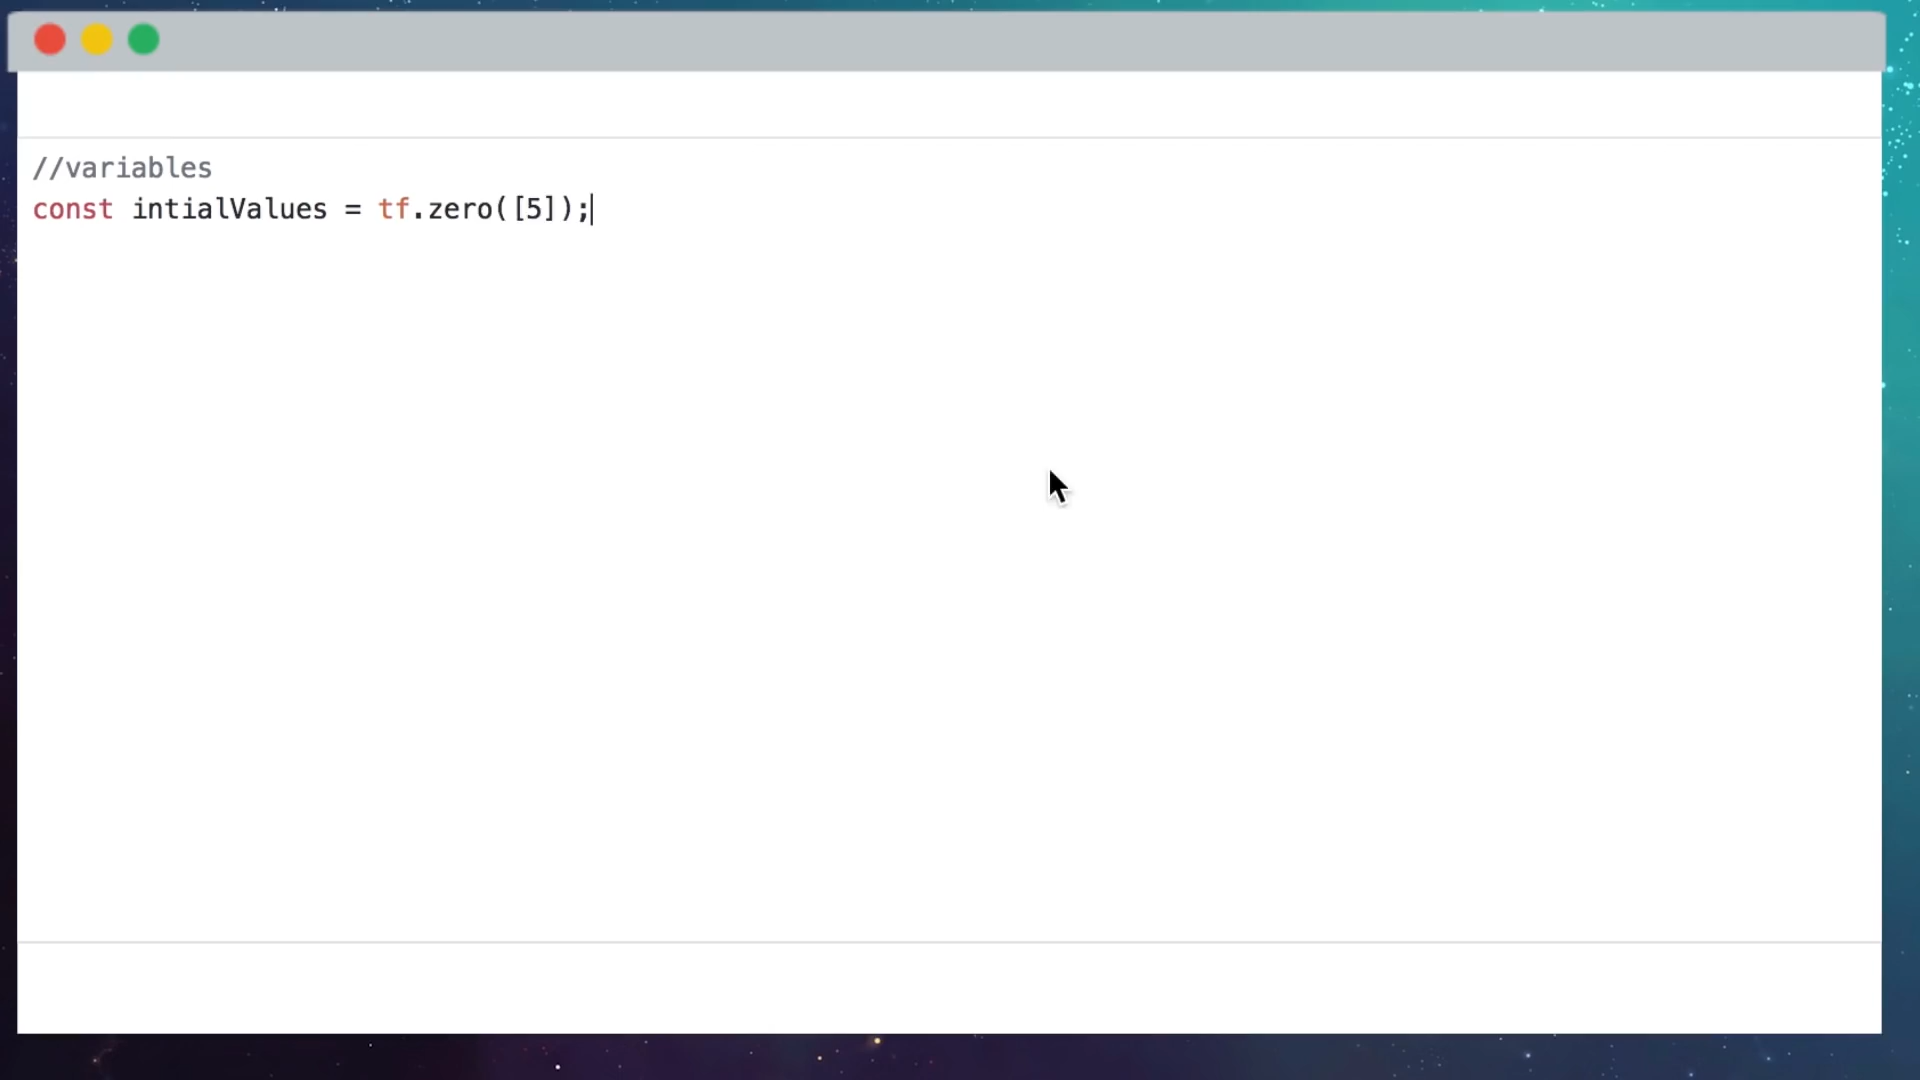 //variables
const intialValues = tf.zero([5]);